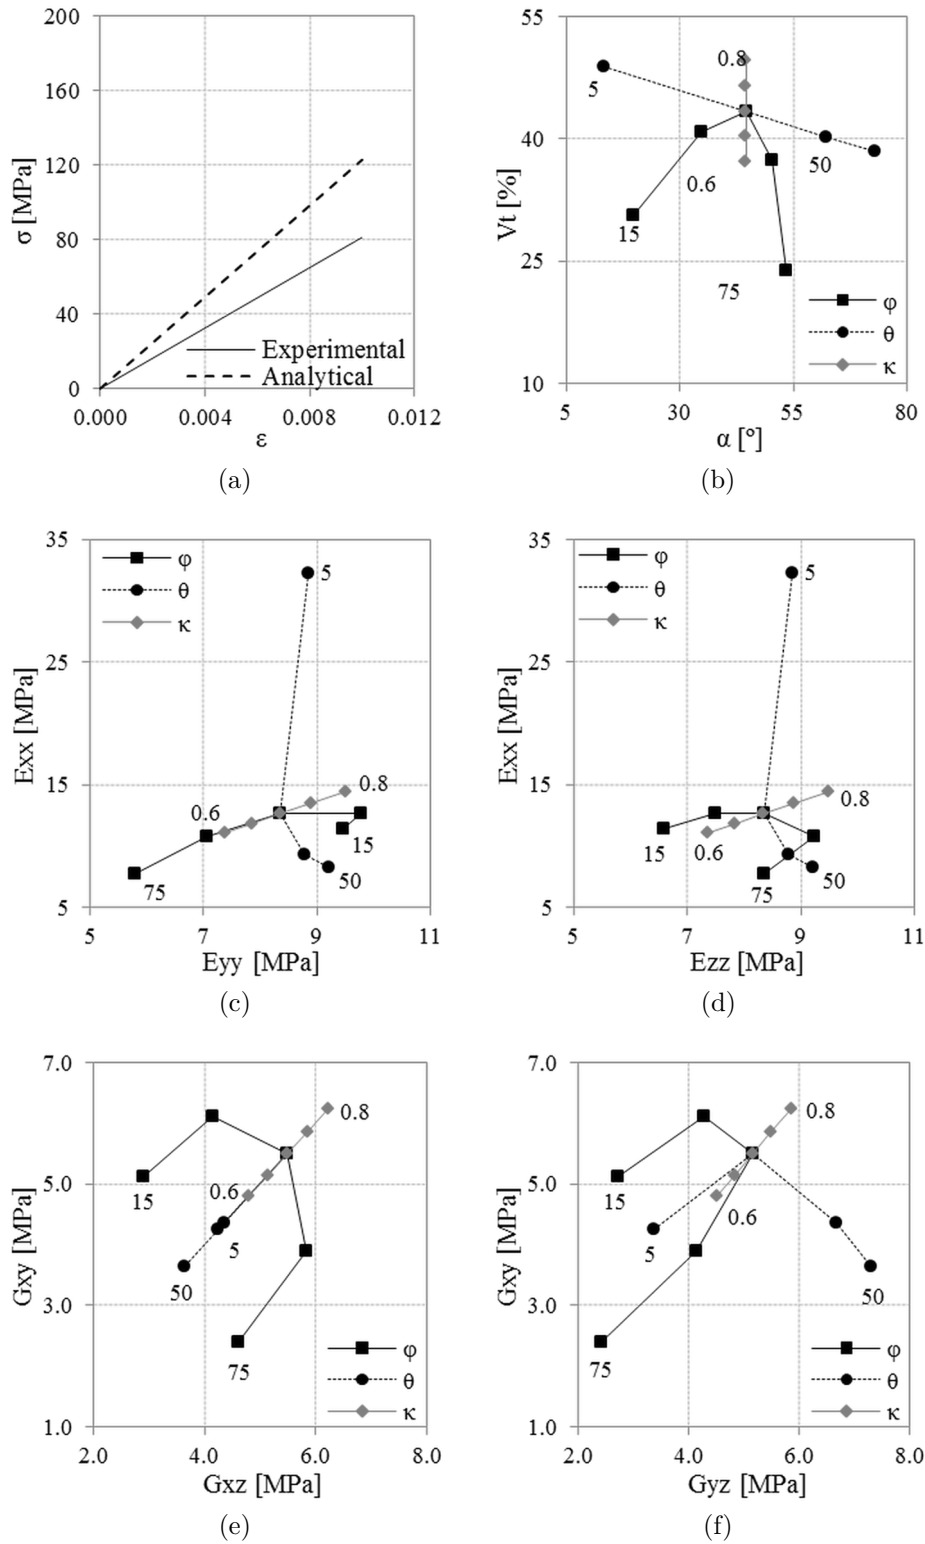 200
160
120
80
40
0
σ [MPa]
Experimental
Analytical
0.000 0.004 0.008 0.012
ε
(a)
55
40
25
10
Vt [%]
0.8
5
50
0.6
15
75
φ
θ
κ
5 30 55 80
α [°]
(b)
35
25
15
5
Exx [MPa]
φ
θ
κ
5
0.8
0.6
15
75
50
5 7 9 11
Eyy [MPa]
(c)
35
25
15
5
Exx [MPa]
φ
θ
κ
5
0.8
15
0.6
75
50
5 7 9 11
Ezz [MPa]
(d)
7.0
5.0
3.0
1.0
Gxy [MPa]
0.8
15
0.6
5
50
75
φ
θ
κ
2.0 4.0 6.0 8.0
Gxz [MPa]
(e)
7.0
5.0
3.0
1.0
Gxy [MPa]
0.8
15
0.6
5
50
75
φ
θ
κ
2.0 4.0 6.0 8.0
Gyz [MPa]
(f)